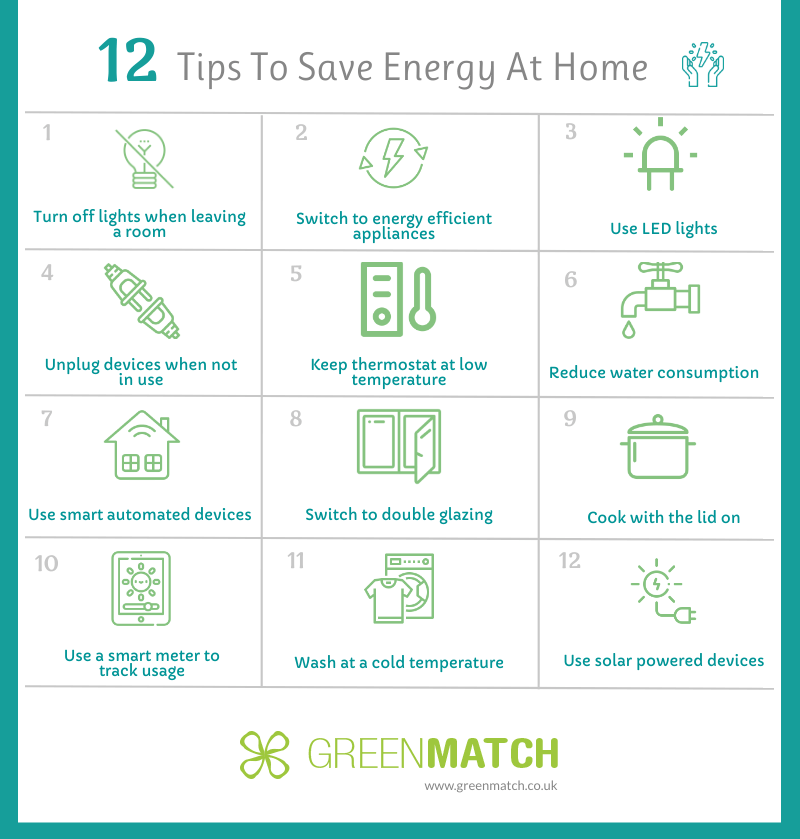 12 Tips To Save Energy At Home
1
Turn off lights when leaving
a room
2
Switch to energy efficient
appliances
3
Use LED lights
4
Unplug devices when not
in use
5
Keep thermostat at low
temperature
6
Reduce water consumption
7
Use smart automated devices
8
Switch to double glazing
9
Cook with the lid on
10
Use a smart meter to
track usage
11
Wash at a cold temperature
12
Use solar powered devices
GREENMATCH
www.greenmatch.co.uk